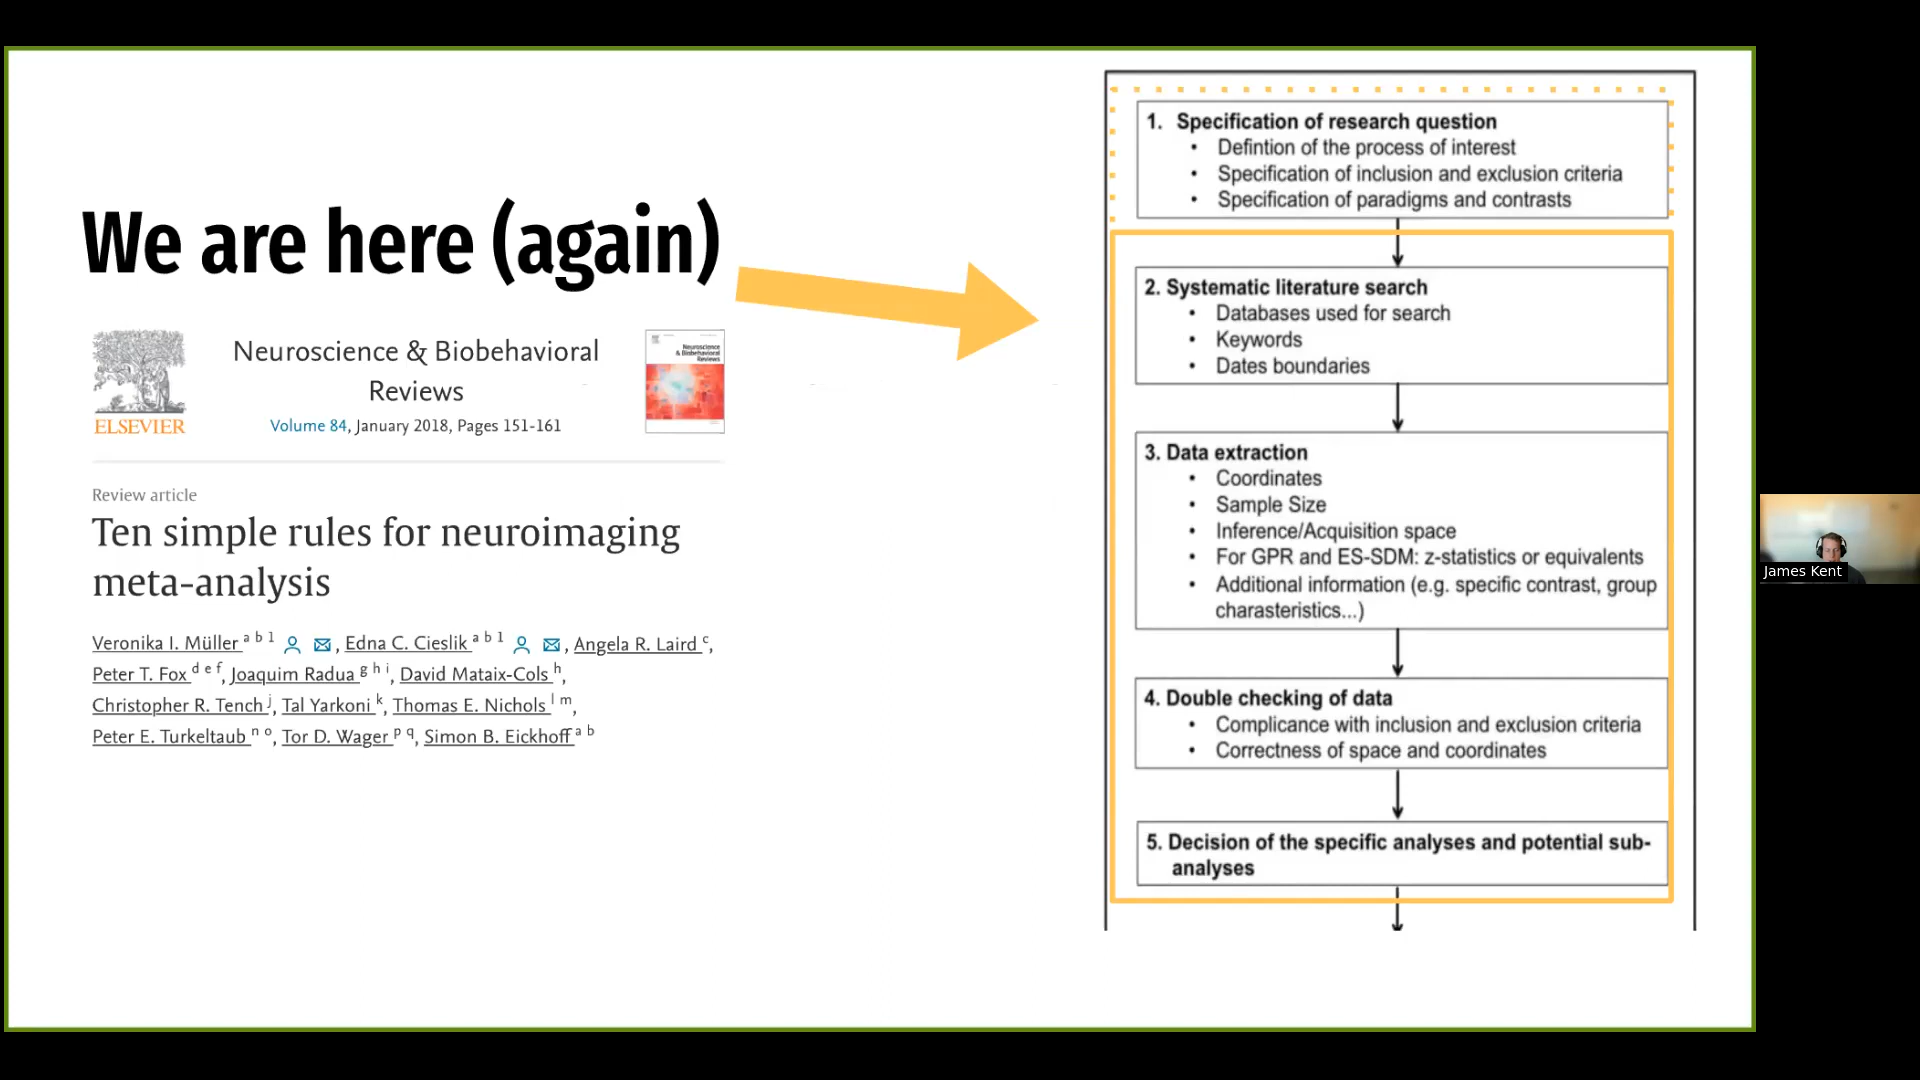 We are here (again)
ELSEVIER
Neuroscience & Biobehavioral
Reviews
Volume 84, January 2018, Pages 151-161
Neuroscience
& Biobehavioral
Reviews
Review article
Ten simple rules for neuroimaging
meta-analysis
Veronika I. Müller a b 1, Edna C. Cieslik a b 1, Angela R. Laird c,
Peter T. Fox d e f, Joaquim Radua g h i, David Mataix-Cols h,
Christopher R. Tench j, Tal Yarkoni k, Thomas E. Nichols l m,
Peter E. Turkeltaub n o, Tor D. Wager p q, Simon B. Eickhoff a b
1. Specification of research question
• Defintion of the process of interest
• Specification of inclusion and exclusion criteria
• Specification of paradigms and contrasts
2. Systematic literature search
• Databases used for search
• Keywords
• Dates boundaries
3. Data extraction
• Coordinates
• Sample Size
• Inference/Acquisition space
• For GPR and ES-SDM: z-statistics or equivalents
• Additional information (e.g. specific contrast, group
charasteristics...)
4. Double checking of data
• Complicance with inclusion and exclusion criteria
• Correctness of space and coordinates
5. Decision of the specific analyses and potential sub-
analyses
James Kent